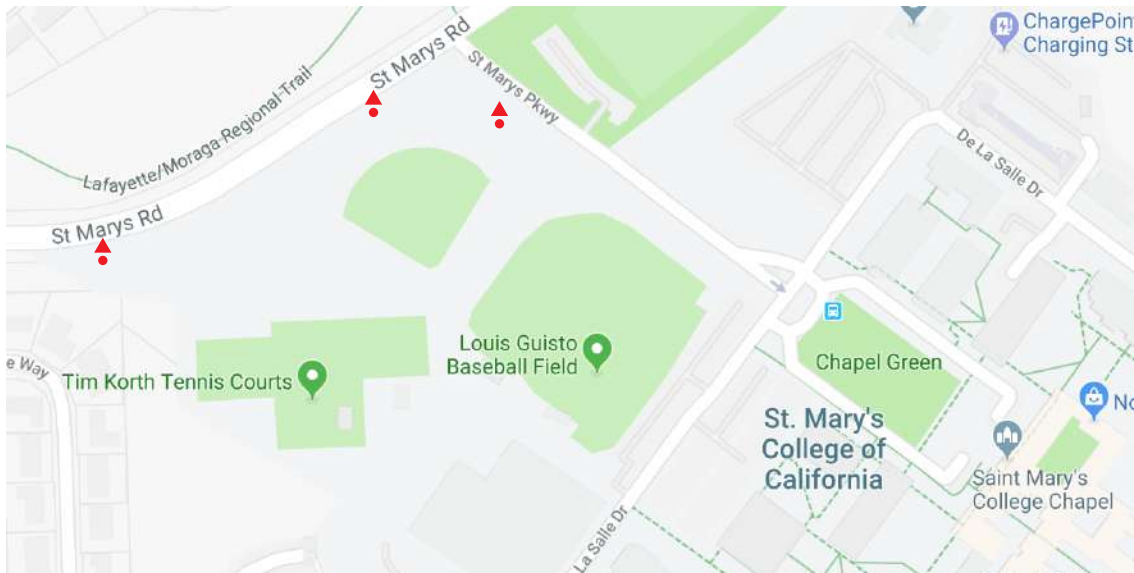 ChargePoin
Charging St
St Marys Rd
St Marys Pkwy
Lafayette/Moraga-Regional-Trail
De La Salle Dr
St Marys Rd
Louis Guisto
Baseball Field
e Way
Tim Korth Tennis Courts
Chapel Green
No
St. Mary's
College of
California
Saint Mary's
College Chapel
La Salle Dr